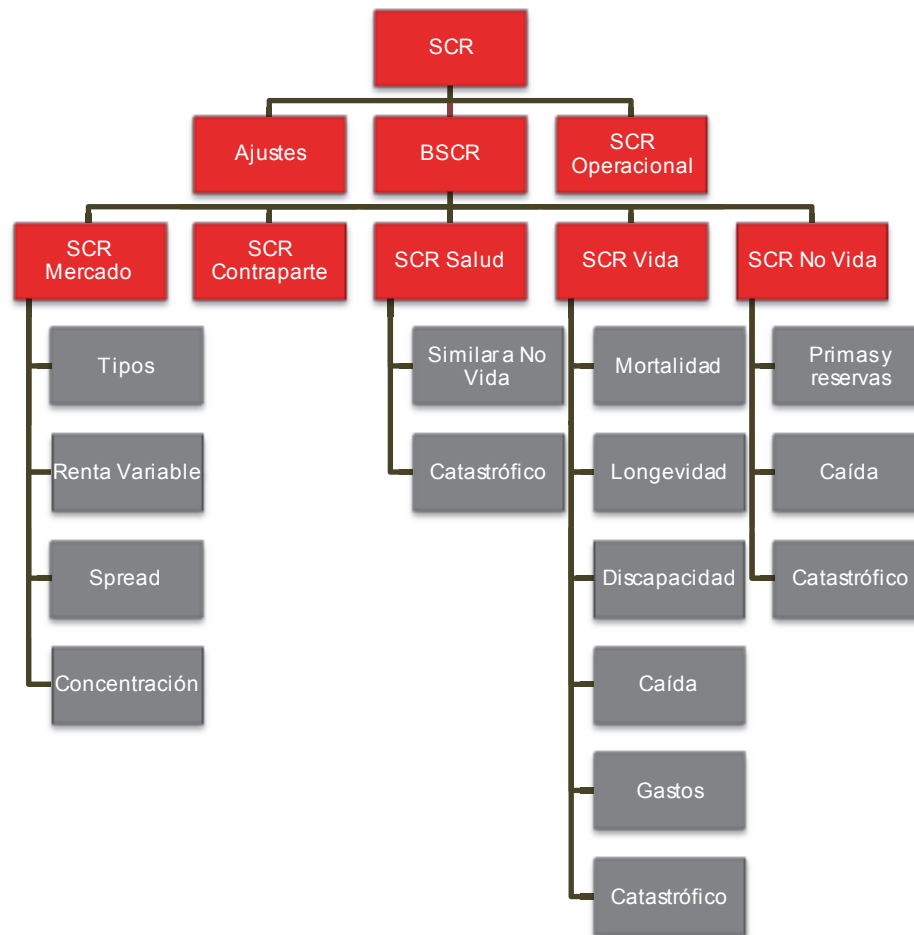 SCR
Ajustes
BSCR
SCR
Operacional
SCR
Mercado
SCR
Contraparte
SCR Salud
SCR Vida
SCR No Vida
Tipos
Renta Variable
Spread
Concentración
Similar a No
Vida
Catastrófico
Mortalidad
Longevidad
Discapacidad
Caída
Gastos
Catastrófico
Primas y
reservas
Caída
Catastrófico